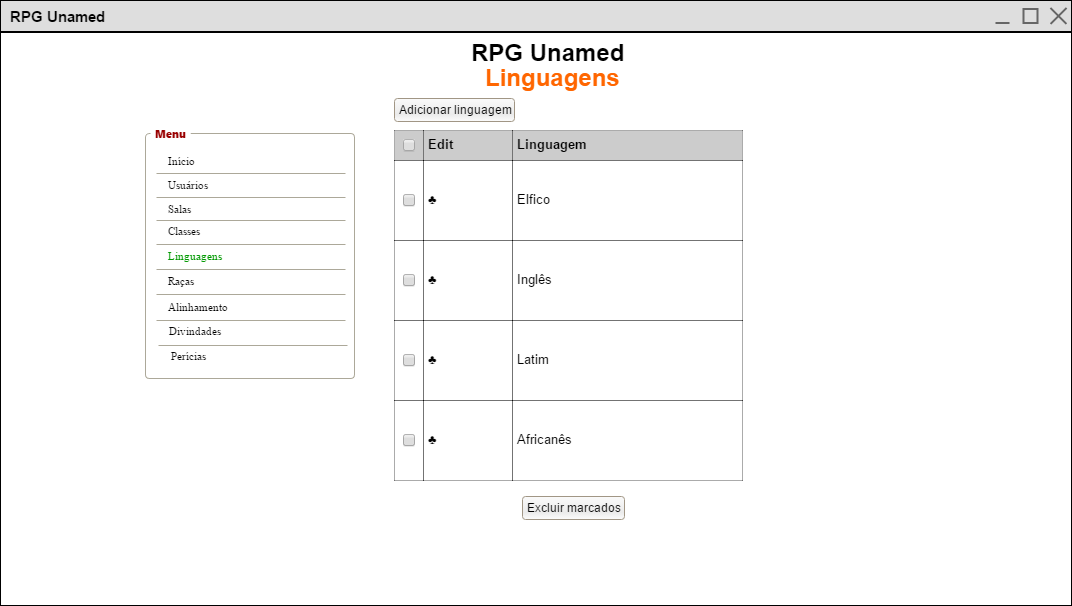 RPG Unamed
RPG Unamed
Linguagens
Adicionar linguagem
Menu
Inicio
Usuários
Salas
Classes
Linguagens
Raças
Alinhamento
Divindades
Pericias
Edit Linguagem
♣ Elfico
♣ Inglês
♣ Latim
♣ Africanês
Excluir marcados